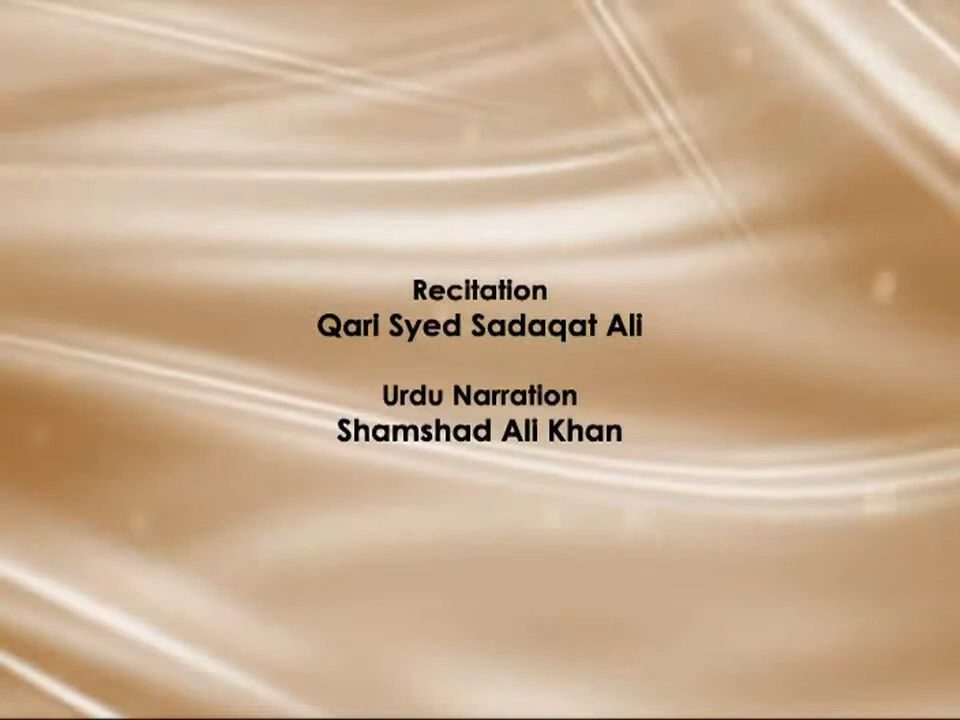 Recitation
Qari Syed Sadaqat Ali
Urdu Narration
Shamshad Ali Khan